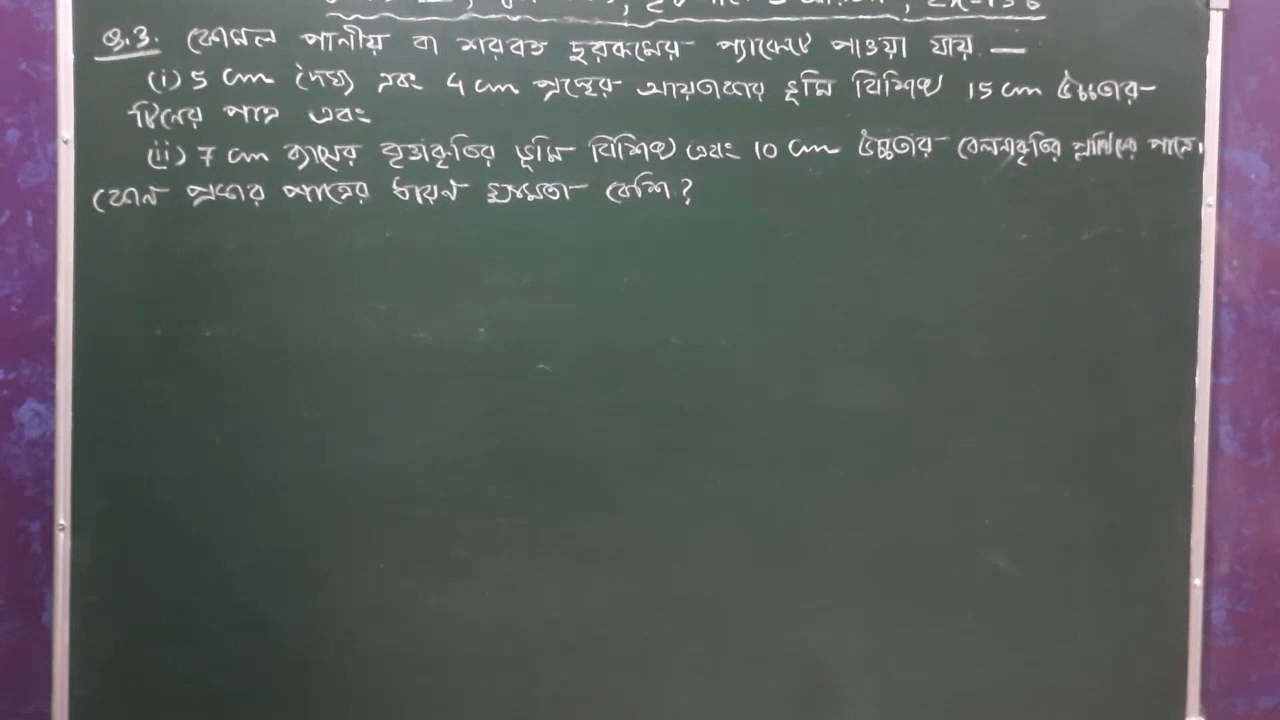 Q.3. কোমল পানীয় বা শরবত দুরকমের প্যাকেটে পাওয়া যায়. —
(i) 5 cm দৈর্ঘ্য এবং 4 cm প্রস্থের আয়তাকার ভূমি বিশিষ্ট 15 cm উচ্চতার
টিনের পাত্র এবং
(ii) 7 cm ব্যাসের বৃত্তাকৃতির ভূমি বিশিষ্ট এবং 10 cm উচ্চতার বেলনাকৃতির প্লাষ্টিকের পাত্রে।
কোন প্রকার পাত্রের ধারন ক্ষমতা বেশি?